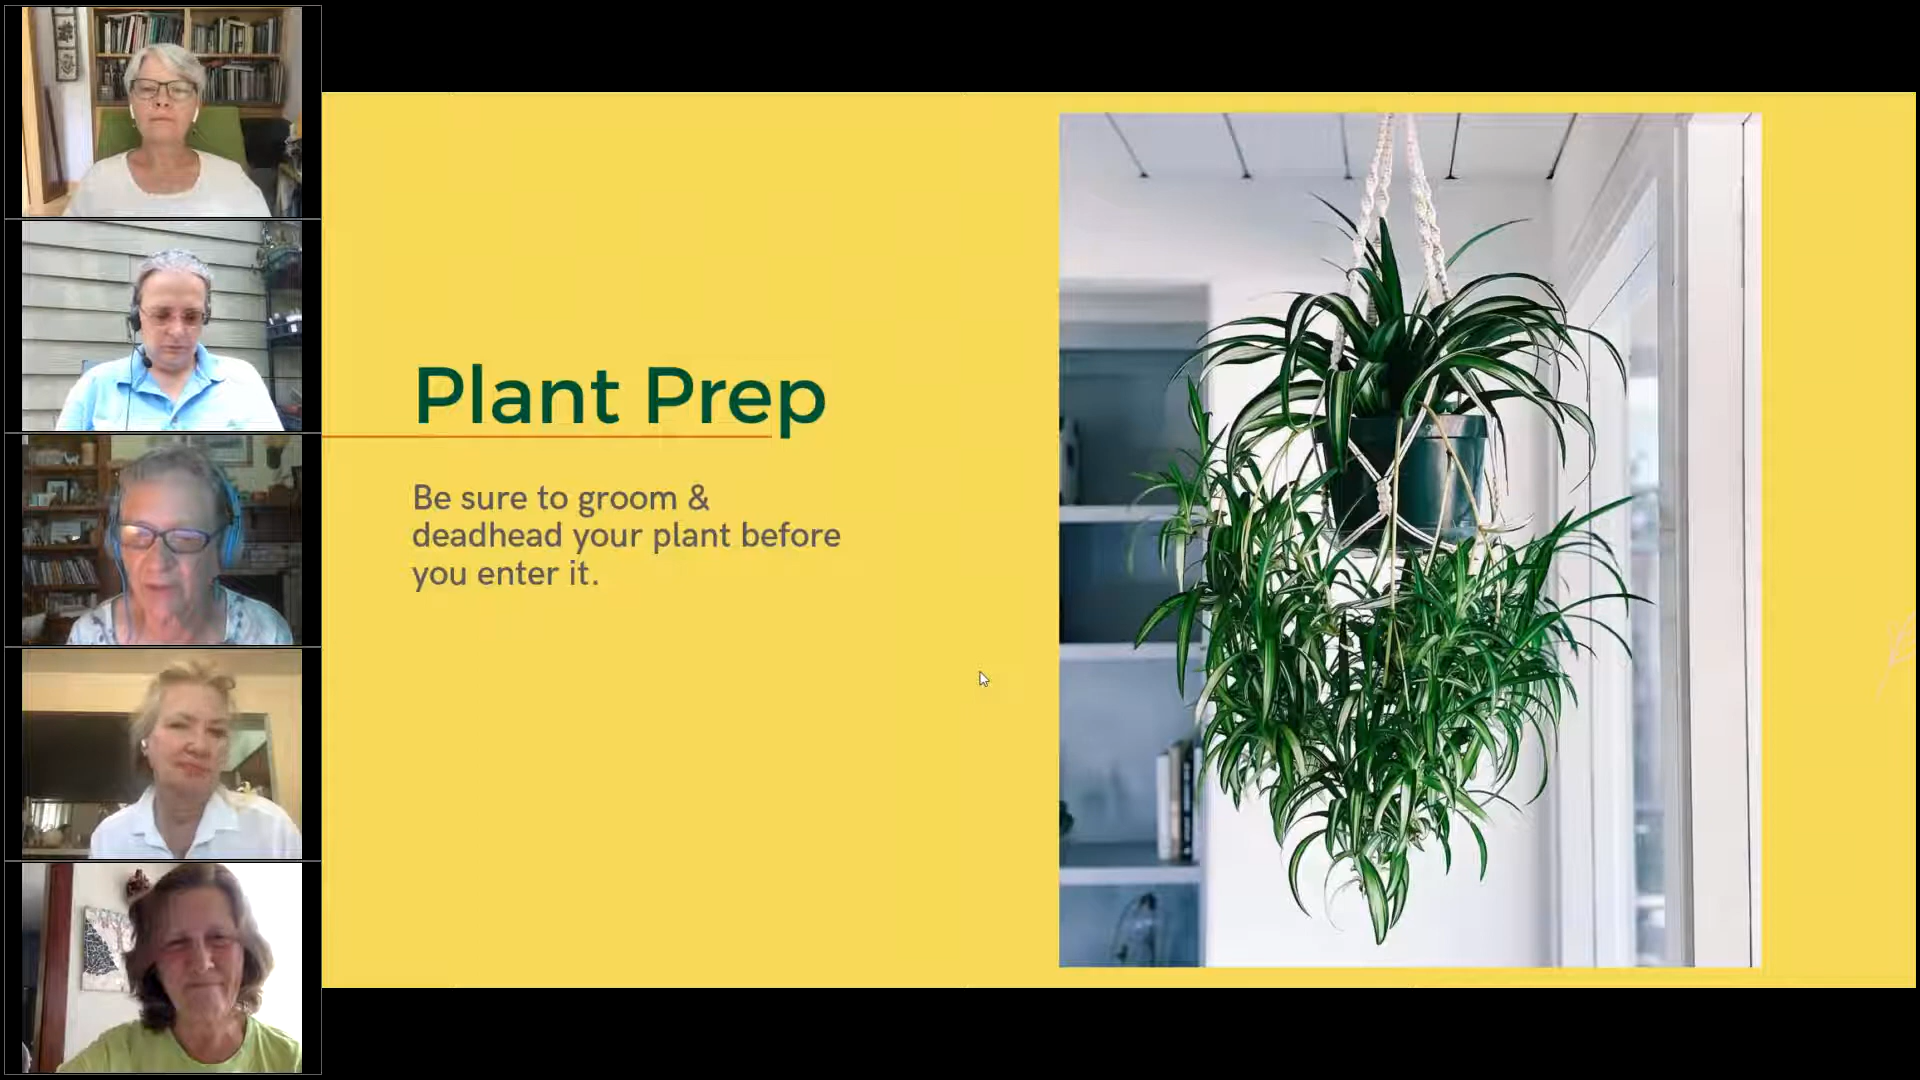 Plant Prep
Be sure to groom &
deadhead your plant before
you enter it.